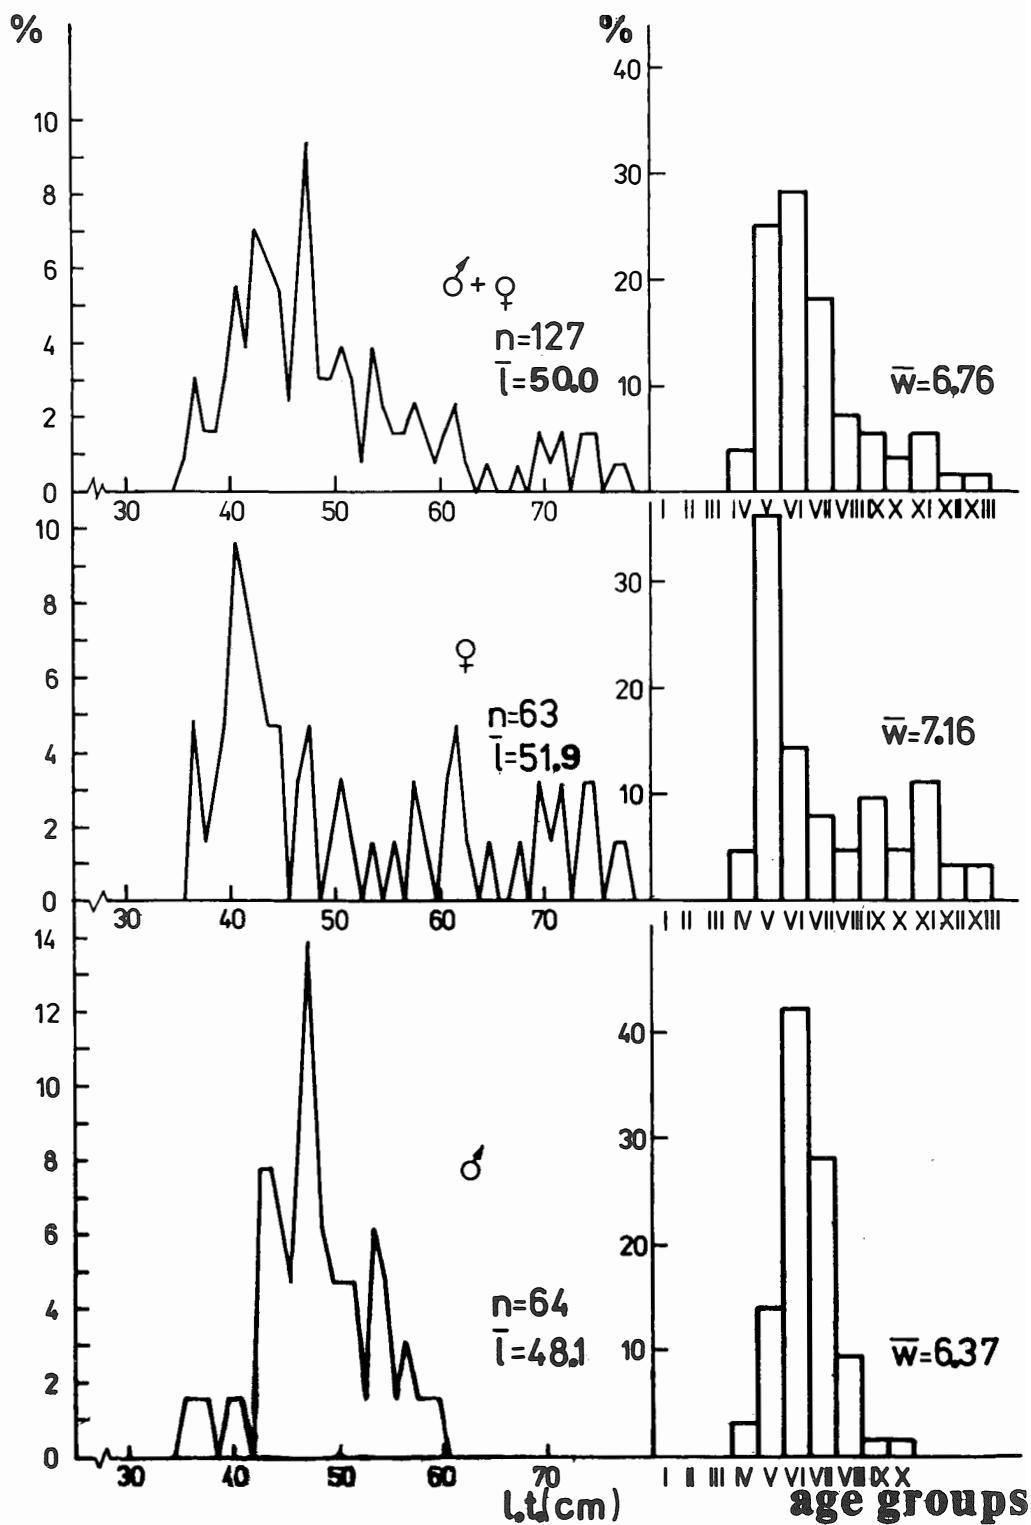 % %
40
10
30
8
6
♂+♀
20
n=127
4
l̅=50.0
w̅=6.76
10
2
0
30 40 50 60 70
I II III IV V VI VII VIII IX X XI XII XIII
10
30
8
♀
6
20
n=63
w̅=7.16
4
l̅=51.9
10
2
0
30 40 50 60 70
I II III IV V VI VII VIII IX X XI XII XIII
14
12
40
10
30
8
♂
6
20
4
n=64
l̅=48.1
10
w̅=6.37
2
0
30 40 50 60 70
I II III IV V VI VII VIII IX X
l.t.(cm)
age groups